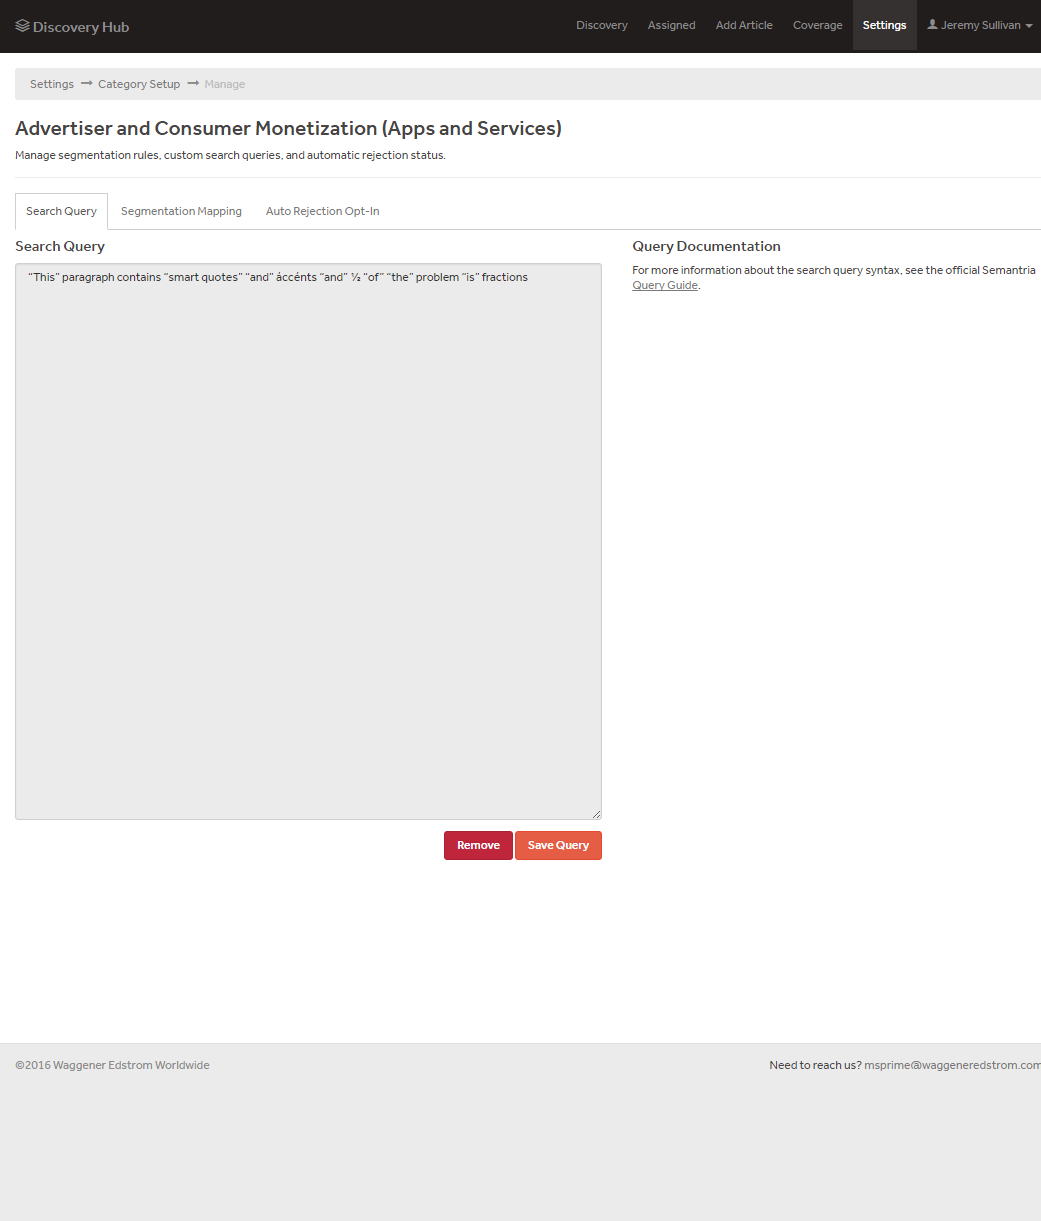 Discovery Hub
Discovery Assigned Add Article Coverage Settings Jeremy Sullivan
Settings → Category Setup → Manage
Advertiser and Consumer Monetization (Apps and Services)
Manage segmentation rules, custom search queries, and automatic rejection status.
Search Query Segmentation Mapping Auto Rejection Opt-In
Search Query
“This” paragraph contains “smart quotes” “and” áccénts “and” ½ “of” “the” problem “is” fractions
Query Documentation
For more information about the search query syntax, see the official Semantria
Query Guide.
Remove Save Query
©2016 Waggener Edstrom Worldwide
Need to reach us? msprime@waggeneredstrom.com